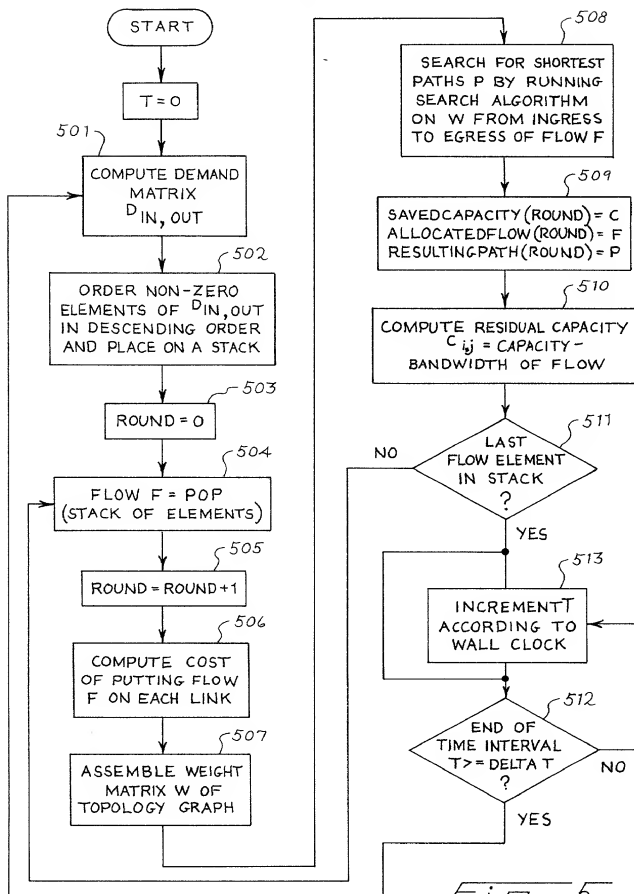 START
T=0
501
COMPUTE DEMAND
MATRIX
D IN, OUT
502
ORDER NON-ZERO
ELEMENTS OF D IN, OUT
IN DESCENDING ORDER
AND PLACE ON A STACK
503
ROUND = 0
504
FLOW F = POP
(STACK OF ELEMENTS)
505
ROUND = ROUND+1
506
COMPUTE COST
OF PUTTING FLOW
F ON EACH LINK
507
ASSEMBLE WEIGHT
MATRIX W OF
TOPOLOGY GRAPH
508
SEARCH FOR SHORTEST
PATHS P BY RUNNING
SEARCH ALGORITHM
ON W FROM INGRESS
TO EGRESS OF FLOW F
509
SAVEDCAPACITY (ROUND) = C
ALLOCATEDFLOW (ROUND) = F
RESULTINGPATH (ROUND) = P
510
COMPUTE RESIDUAL CAPACITY
C i,j = CAPACITY-
BANDWIDTH OF FLOW
511
LAST
FLOW ELEMENT
IN STACK
?
NO
YES
513
INCREMENT T
ACCORDING TO
WALL CLOCK
512
END OF
TIME INTERVAL
T>= DELTA T
?
NO
YES